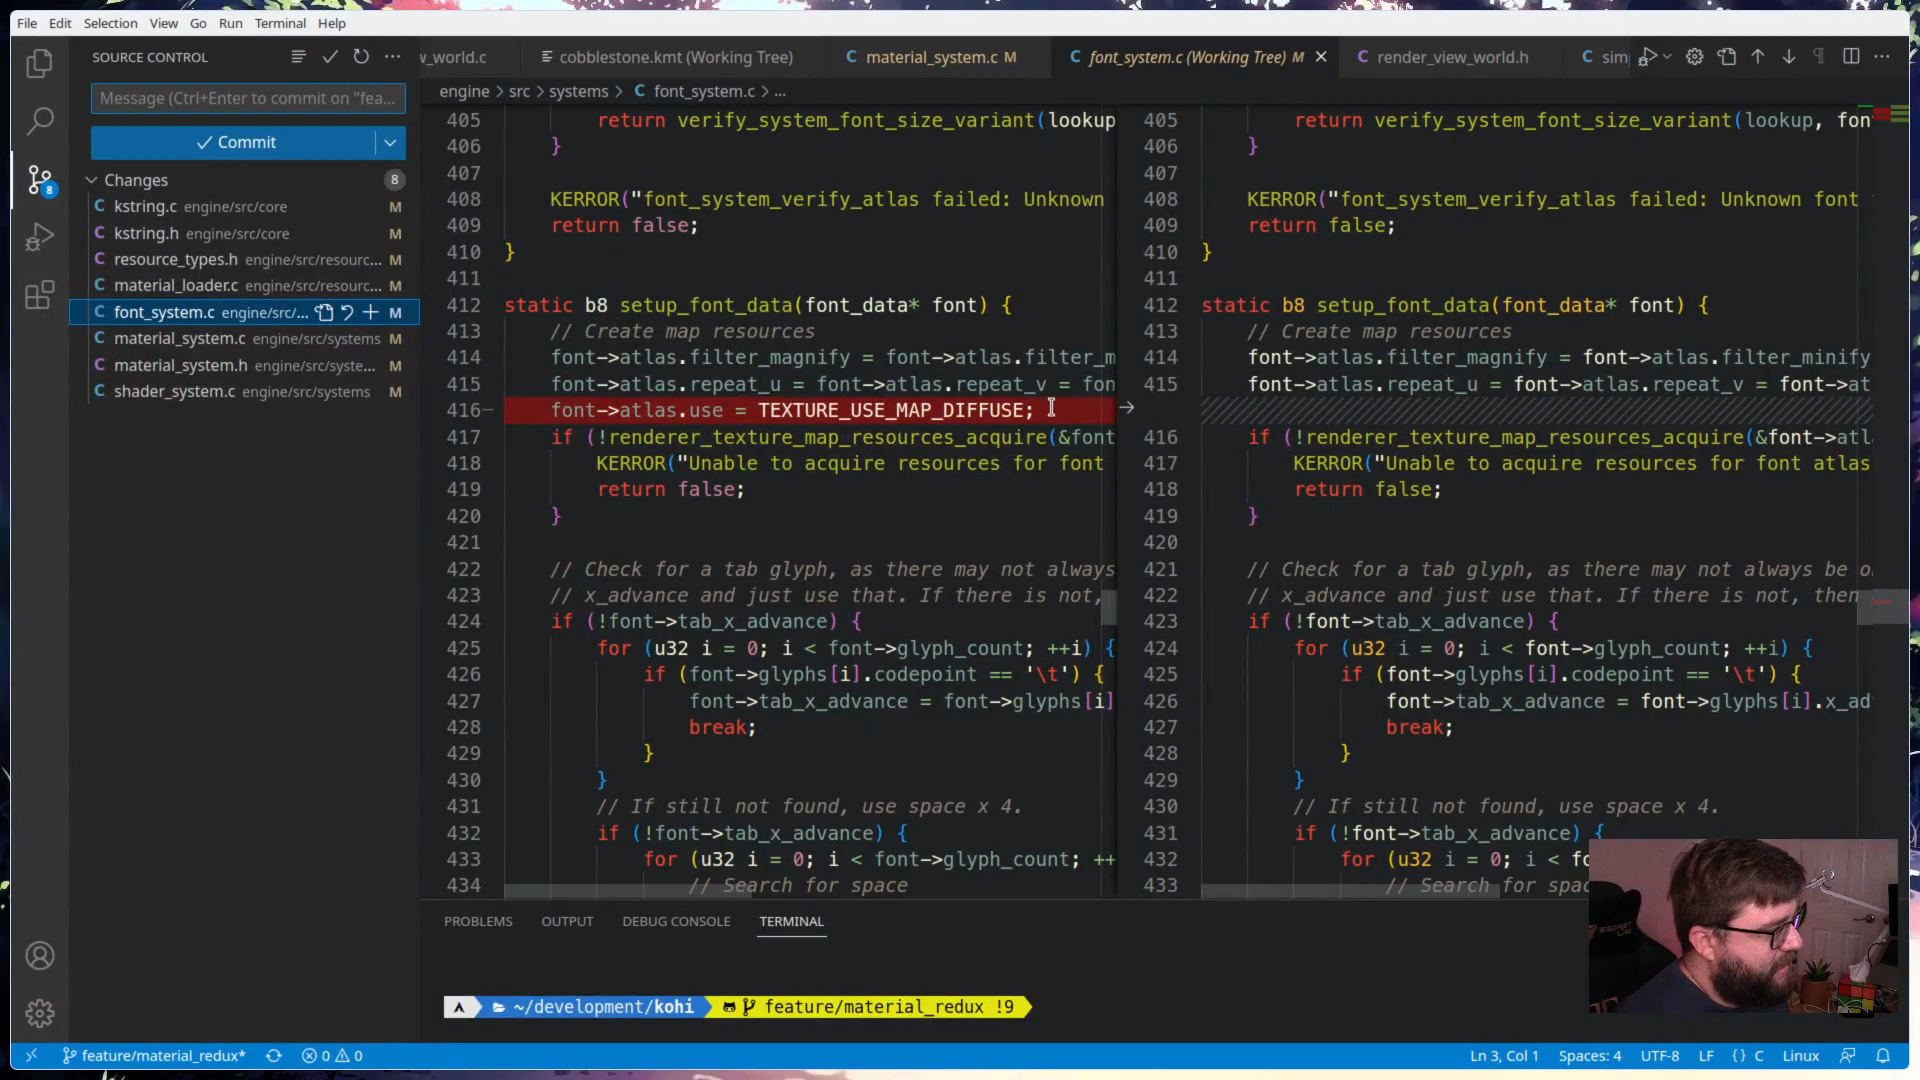 File Edit Selection View Go Run Terminal Help
SOURCE CONTROL
w_world.c cobblestone.kmt (Working Tree) material_system.c M font_system.c (Working Tree) M render_view_world.h sim
Message (Ctrl+Enter to commit on "fea...
engine > src > systems > C font_system.c > ...
Commit
Changes 8
C kstring.c engine/src/core M
C kstring.h engine/src/core M
C resource_types.h engine/src/resourc... M
C material_loader.c engine/src/resourc... M
C font_system.c engine/src/... M
C material_system.c engine/src/systems M
C material_system.h engine/src/syste... M
C shader_system.c engine/src/systems M
8
405 return verify_system_font_size_variant(lookup
406 }
407
408 KERROR("font_system_verify_atlas failed: Unknown
409 return false;
410 }
411
412 static b8 setup_font_data(font_data* font) {
413 // Create map resources
414 font->atlas.filter_magnify = font->atlas.filter_m
415 font->atlas.repeat_u = font->atlas.repeat_v = fon
416- font->atlas.use = TEXTURE_USE_MAP_DIFFUSE;
417 if (!renderer_texture_map_resources_acquire(&font
418 KERROR("Unable to acquire resources for font
419 return false;
420 }
421
422 // Check for a tab glyph, as there may not always
423 // x_advance and just use that. If there is not,
424 if (!font->tab_x_advance) {
425 for (u32 i = 0; i < font->glyph_count; ++i) {
426 if (font->glyphs[i].codepoint == '\t') {
427 font->tab_x_advance = font->glyphs[i]
428 break;
429 }
430 }
431 // If still not found, use space x 4.
432 if (!font->tab_x_advance) {
433 for (u32 i = 0; i < font->glyph_count; ++
434 // Search for space
405 return verify_system_font_size_variant(lookup, fon
406 }
407
408 KERROR("font_system_verify_atlas failed: Unknown font
409 return false;
410 }
411
412 static b8 setup_font_data(font_data* font) {
413 // Create map resources
414 font->atlas.filter_magnify = font->atlas.filter_minify
415 font->atlas.repeat_u = font->atlas.repeat_v = font->at
416 if (!renderer_texture_map_resources_acquire(&font->atl
417 KERROR("Unable to acquire resources for font atlas
418 return false;
419 }
420
421 // Check for a tab glyph, as there may not always be o
422 // x_advance and just use that. If there is not, then
423 if (!font->tab_x_advance) {
424 for (u32 i = 0; i < font->glyph_count; ++i) {
425 if (font->glyphs[i].codepoint == '\t') {
426 font->tab_x_advance = font->glyphs[i].x_ad
427 break;
428 }
429 }
430 // If still not found, use space x 4.
431 if (!font->tab_x_advance) {
432 for (u32 i = 0; i < fo
433 // Search for spac
PROBLEMS OUTPUT DEBUG CONSOLE TERMINAL
~/development/kohi feature/material_redux !9
feature/material_redux* 0 0 Ln 3, Col 1 Spaces: 4 UTF-8 LF {} C Linux